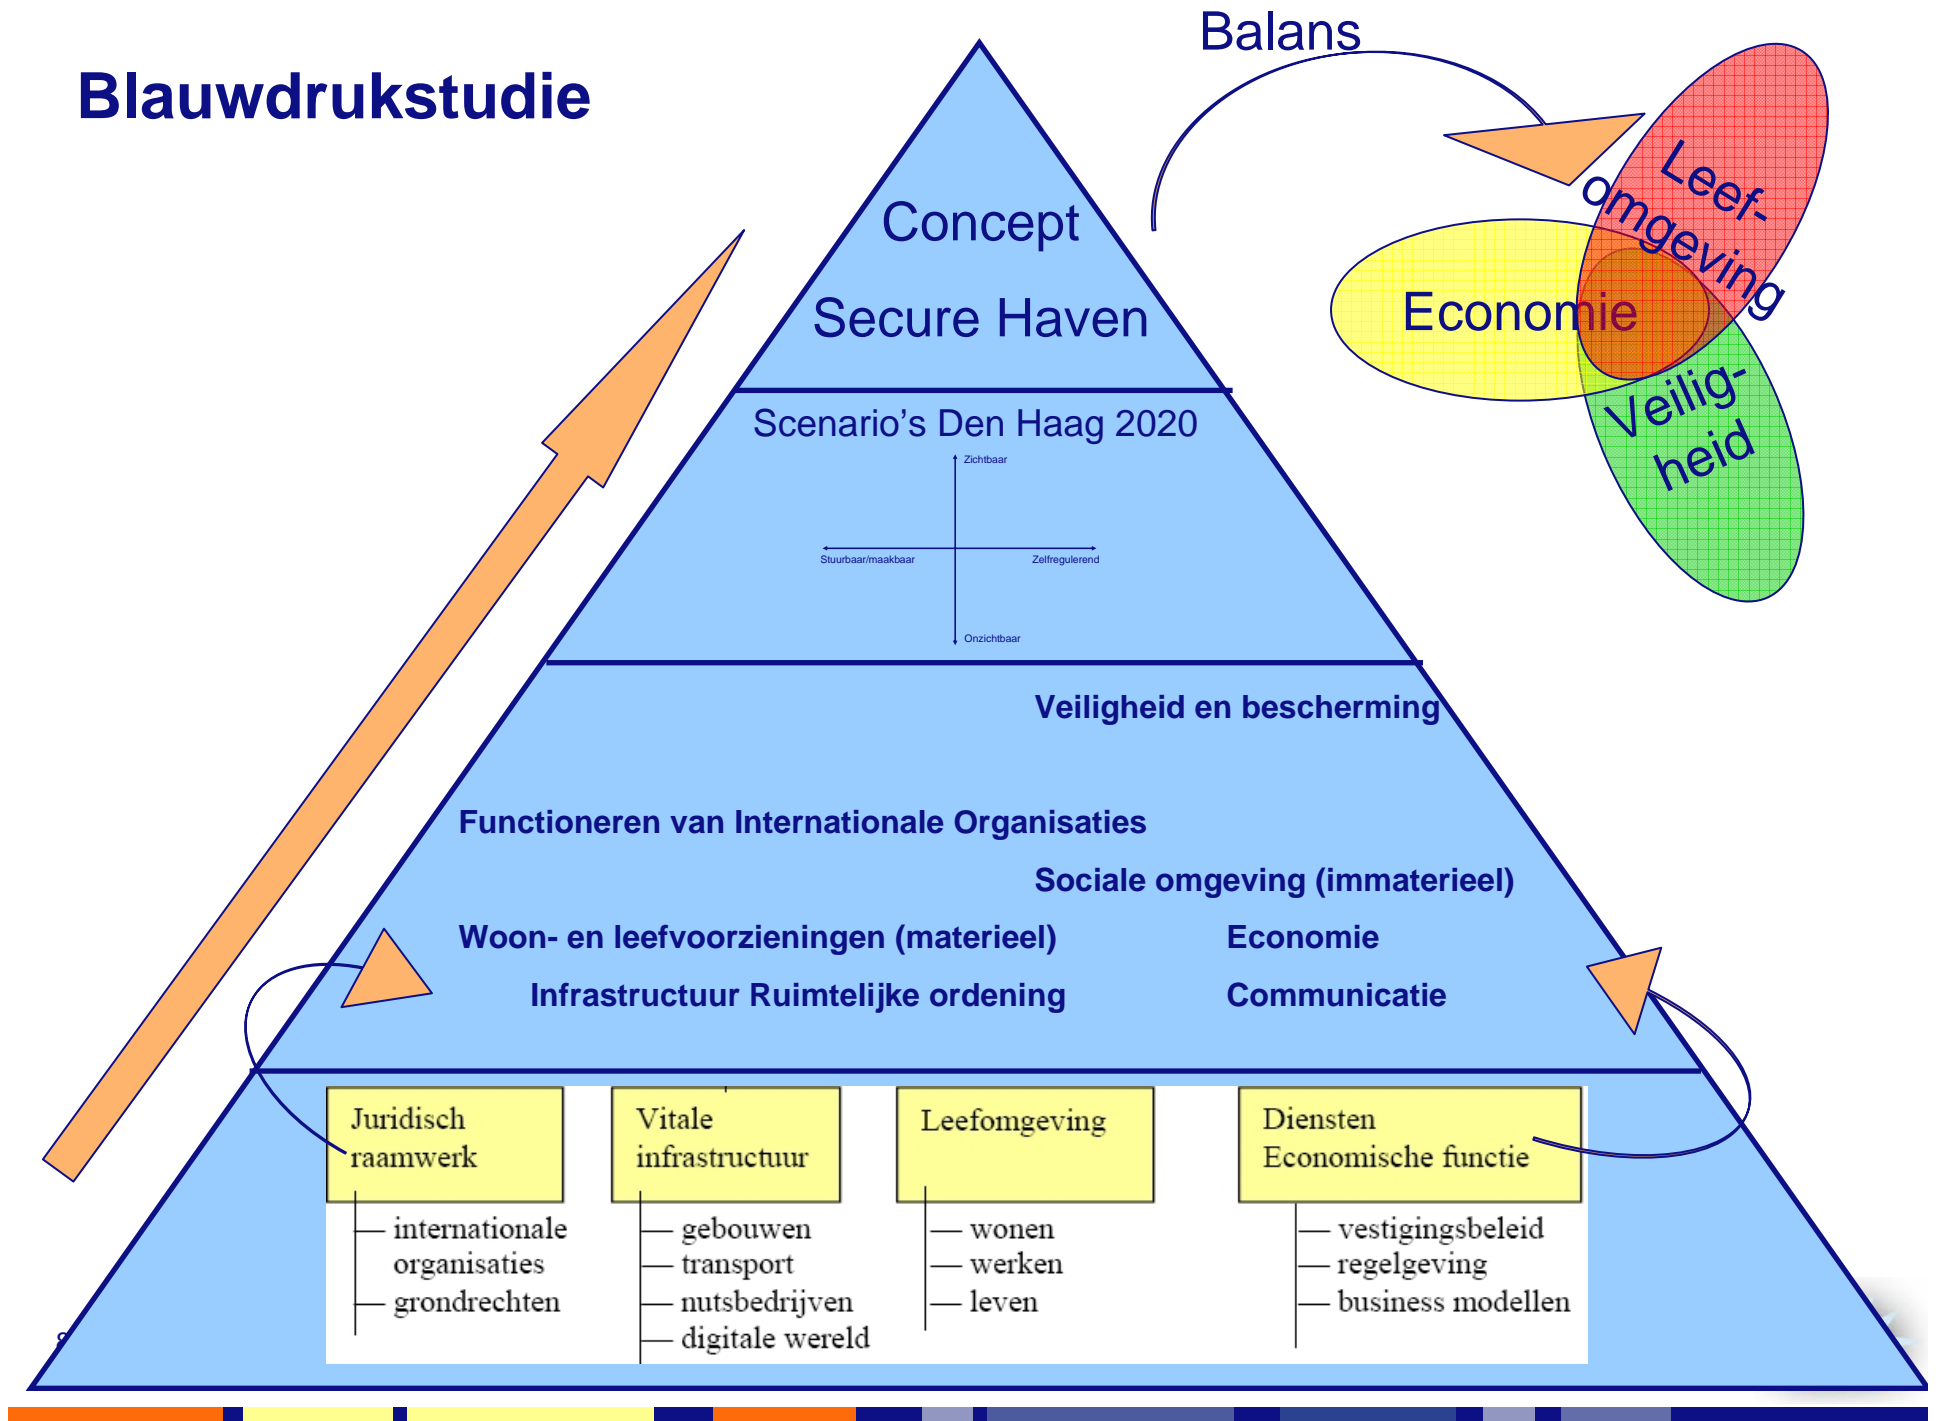 Balans
Blauwdrukstudie
Leef-
omgeving
Economie
Veilig-
heid
Concept
Secure Haven
Scenario’s Den Haag 2020
Zichtbaar
Stuurbaar/maakbaar
Zelfregulerend
Onzichtbaar
Veiligheid en bescherming
Functioneren van Internationale Organisaties
Sociale omgeving (immaterieel)
Woon- en leefvoorzieningen (materieel)
Economie
Infrastructuur Ruimtelijke ordening
Communicatie
Juridisch
raamwerk
internationale
organisaties
grondrechten
Vitale
infrastructuur
gebouwen
transport
nutsbedrijven
digitale wereld
Leefomgeving
wonen
werken
leven
Diensten
Economische functie
vestigingsbeleid
regelgeving
business modellen